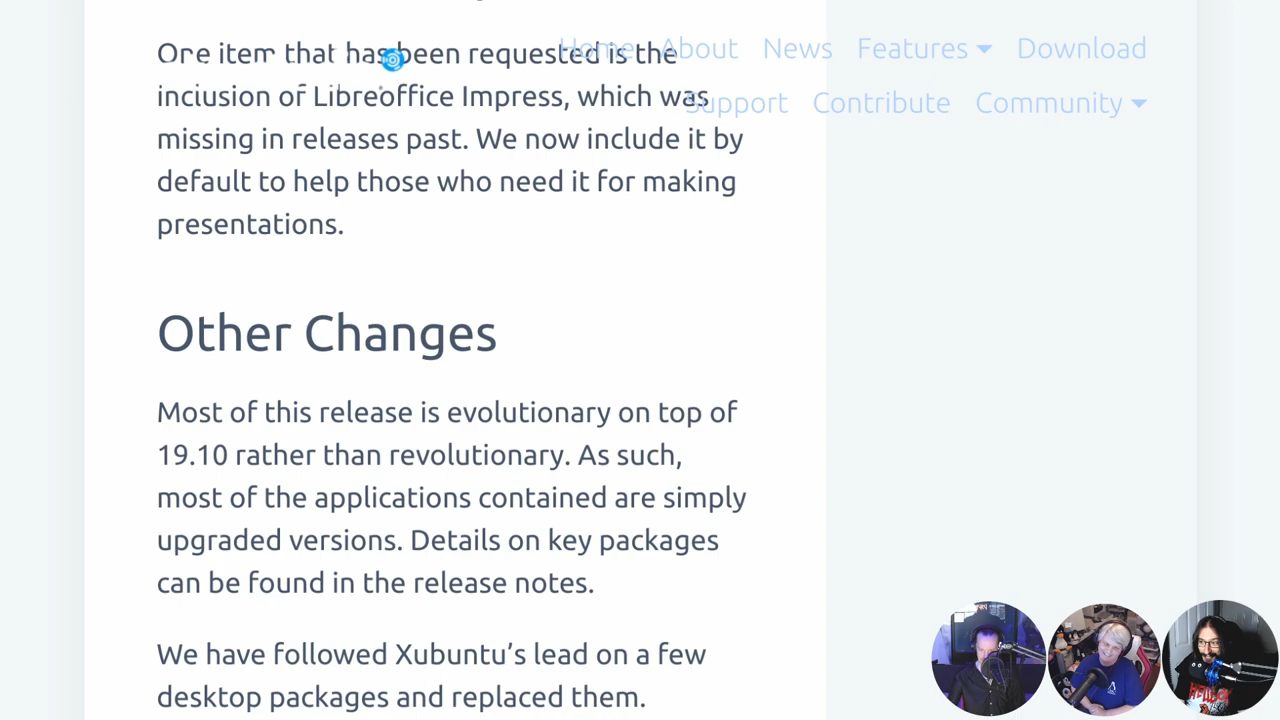 Home About News Features Download
Support Contribute Community
One item that has been requested is the
inclusion of LibreOffice Impress, which was
missing in releases past. We now include it by
default to help those who need it for making
presentations.
Other Changes
Most of this release is evolutionary on top of
19.10 rather than revolutionary. As such,
most of the applications contained are simply
upgraded versions. Details on key packages
can be found in the release notes.
We have followed Xubuntu’s lead on a few
desktop packages and replaced them.